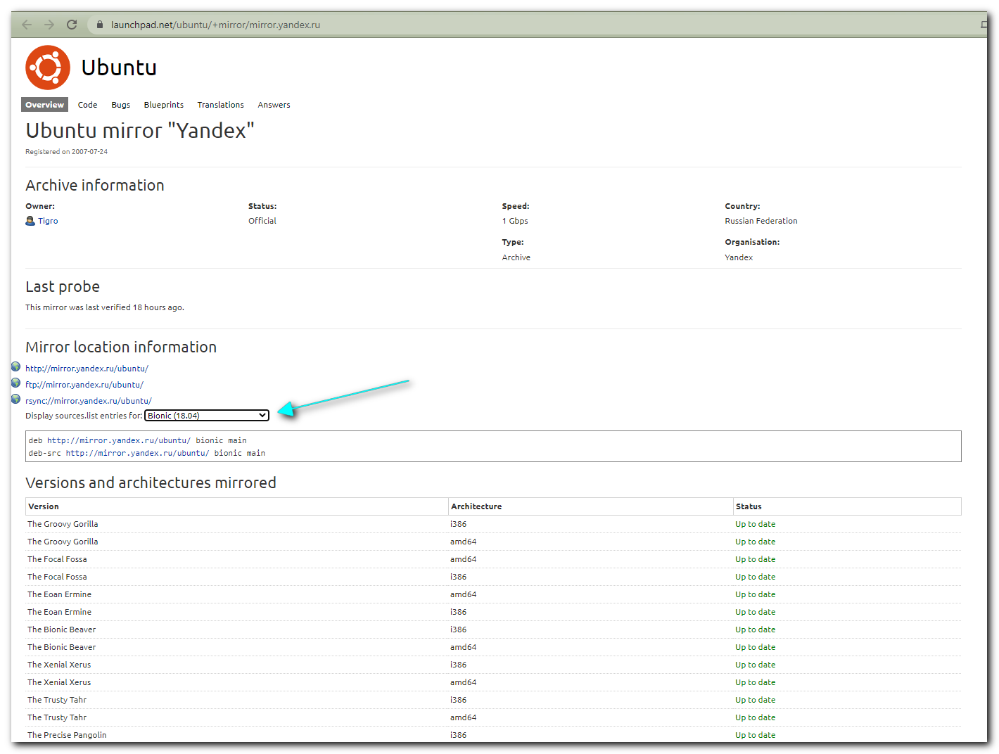 launchpad.net/ubuntu/+mirror/mirror.yandex.ru
Ubuntu
Overview Code Bugs Blueprints Translations Answers
Ubuntu mirror "Yandex"
Registered on 2007-07-24
Archive information
Owner: Status: Speed: Country:
Tigro Official 1 Gbps Russian Federation
Type: Organisation:
Archive Yandex
Last probe
This mirror was last verified 18 hours ago.
Mirror location information
http://mirror.yandex.ru/ubuntu/
ftp://mirror.yandex.ru/ubuntu/
rsync://mirror.yandex.ru/ubuntu/
Display sources.list entries for: Bionic (18.04)
deb http://mirror.yandex.ru/ubuntu/ bionic main
deb-src http://mirror.yandex.ru/ubuntu/ bionic main
Versions and architectures mirrored
Version Architecture Status
The Groovy Gorilla i386 Up to date
The Groovy Gorilla amd64 Up to date
The Focal Fossa amd64 Up to date
The Focal Fossa i386 Up to date
The Eoan Ermine amd64 Up to date
The Eoan Ermine i386 Up to date
The Bionic Beaver i386 Up to date
The Bionic Beaver amd64 Up to date
The Xenial Xerus i386 Up to date
The Xenial Xerus amd64 Up to date
The Trusty Tahr i386 Up to date
The Trusty Tahr amd64 Up to date
The Precise Pangolin i386 Up to date